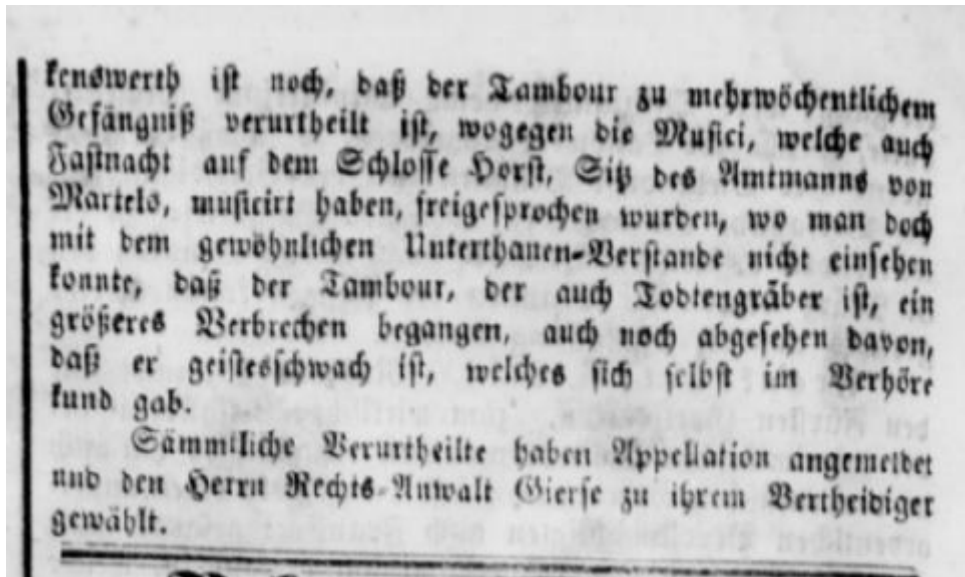 kenswerth ist noch, daß der Tambour zu mehrwöchentlichem
Gefängniß verurtheilt ist, wogegen die Musici, welche auch
Fastnacht auf dem Schlosse Horst, Sitz des Amtmanns von
Martels, musicirt haben, freigesprochen wurden, wo man doch
mit dem gewöhnlichen Unterthanen-Verstande nicht einsehen
konnte, daß der Tambour, der auch Todtengräber ist, ein
größeres Verbrechen begangen, auch noch abgesehen davon,
daß er geistesschwach ist, welches sich selbst im Verhöre
kund gab.
Sämmtliche Verurtheilte haben Appellation angemeldet
und den Herrn Rechts-Anwalt Gierse zu ihrem Vertheidiger
gewählt.